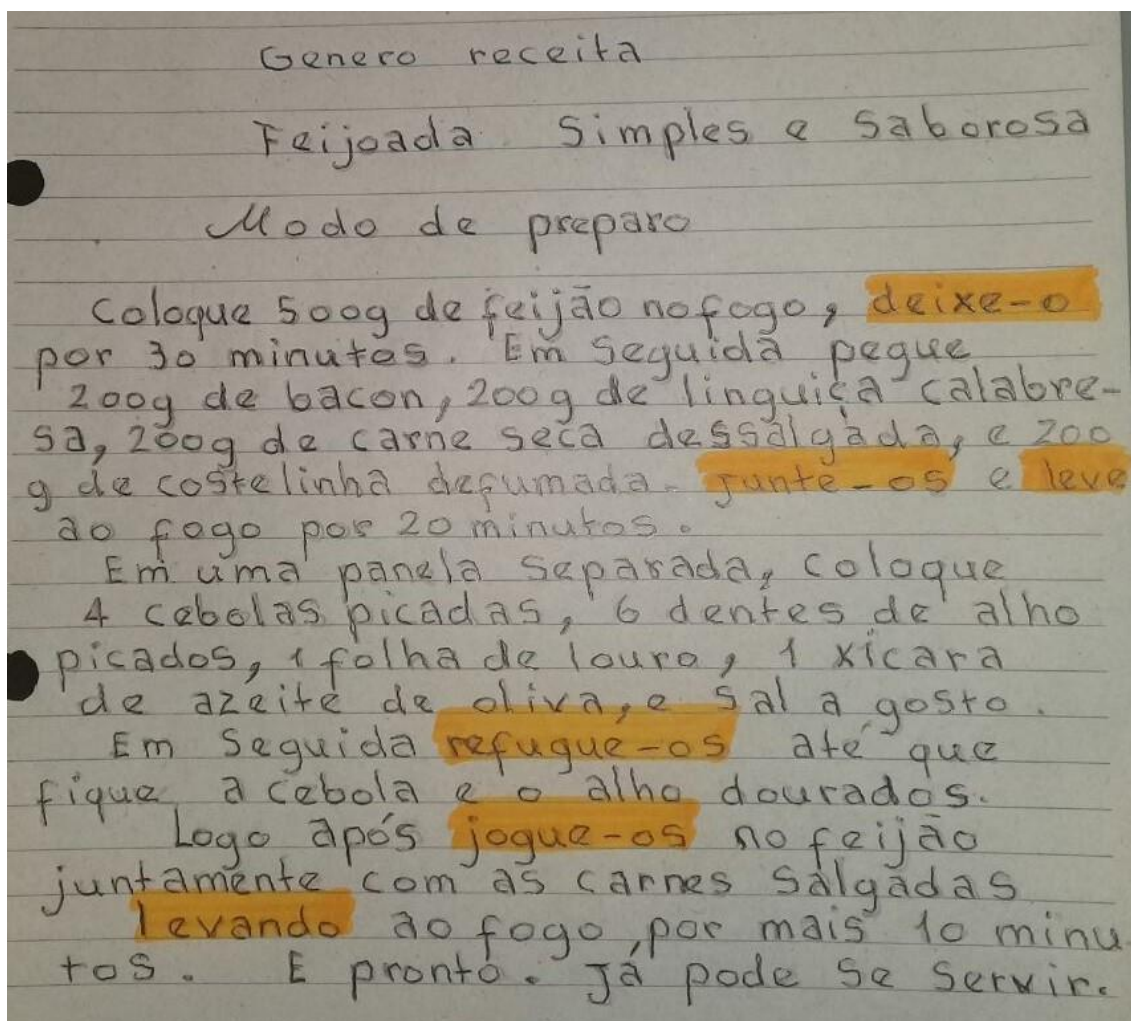 Genero receita
Feijoada Simples e Saborosa
Modo de preparo
Coloque 500g de feijão no fogo, deixe-o
por 30 minutos. Em Seguida pegue
200g de bacon, 200g de linguiça calabre-
sa, 200g de carne seca dessalgada, e 200
g de costelinha defumada. Junte-os e leve
ao fogo por 20 minutos.
Em uma panela Separada, coloque
4 cebolas picadas, 6 dentes de alho
picados, 1 folha de louro, 1 xícara
de azeite de oliva, e Sal a gosto.
Em Seguida refugue-os até que
fique a cebola e o alho dourados.
Logo após jogue-os no feijão
juntamente com as carnes Salgadas
levando ao fogo, por mais 10 minu
tos. E pronto. Já pode Se Servir.